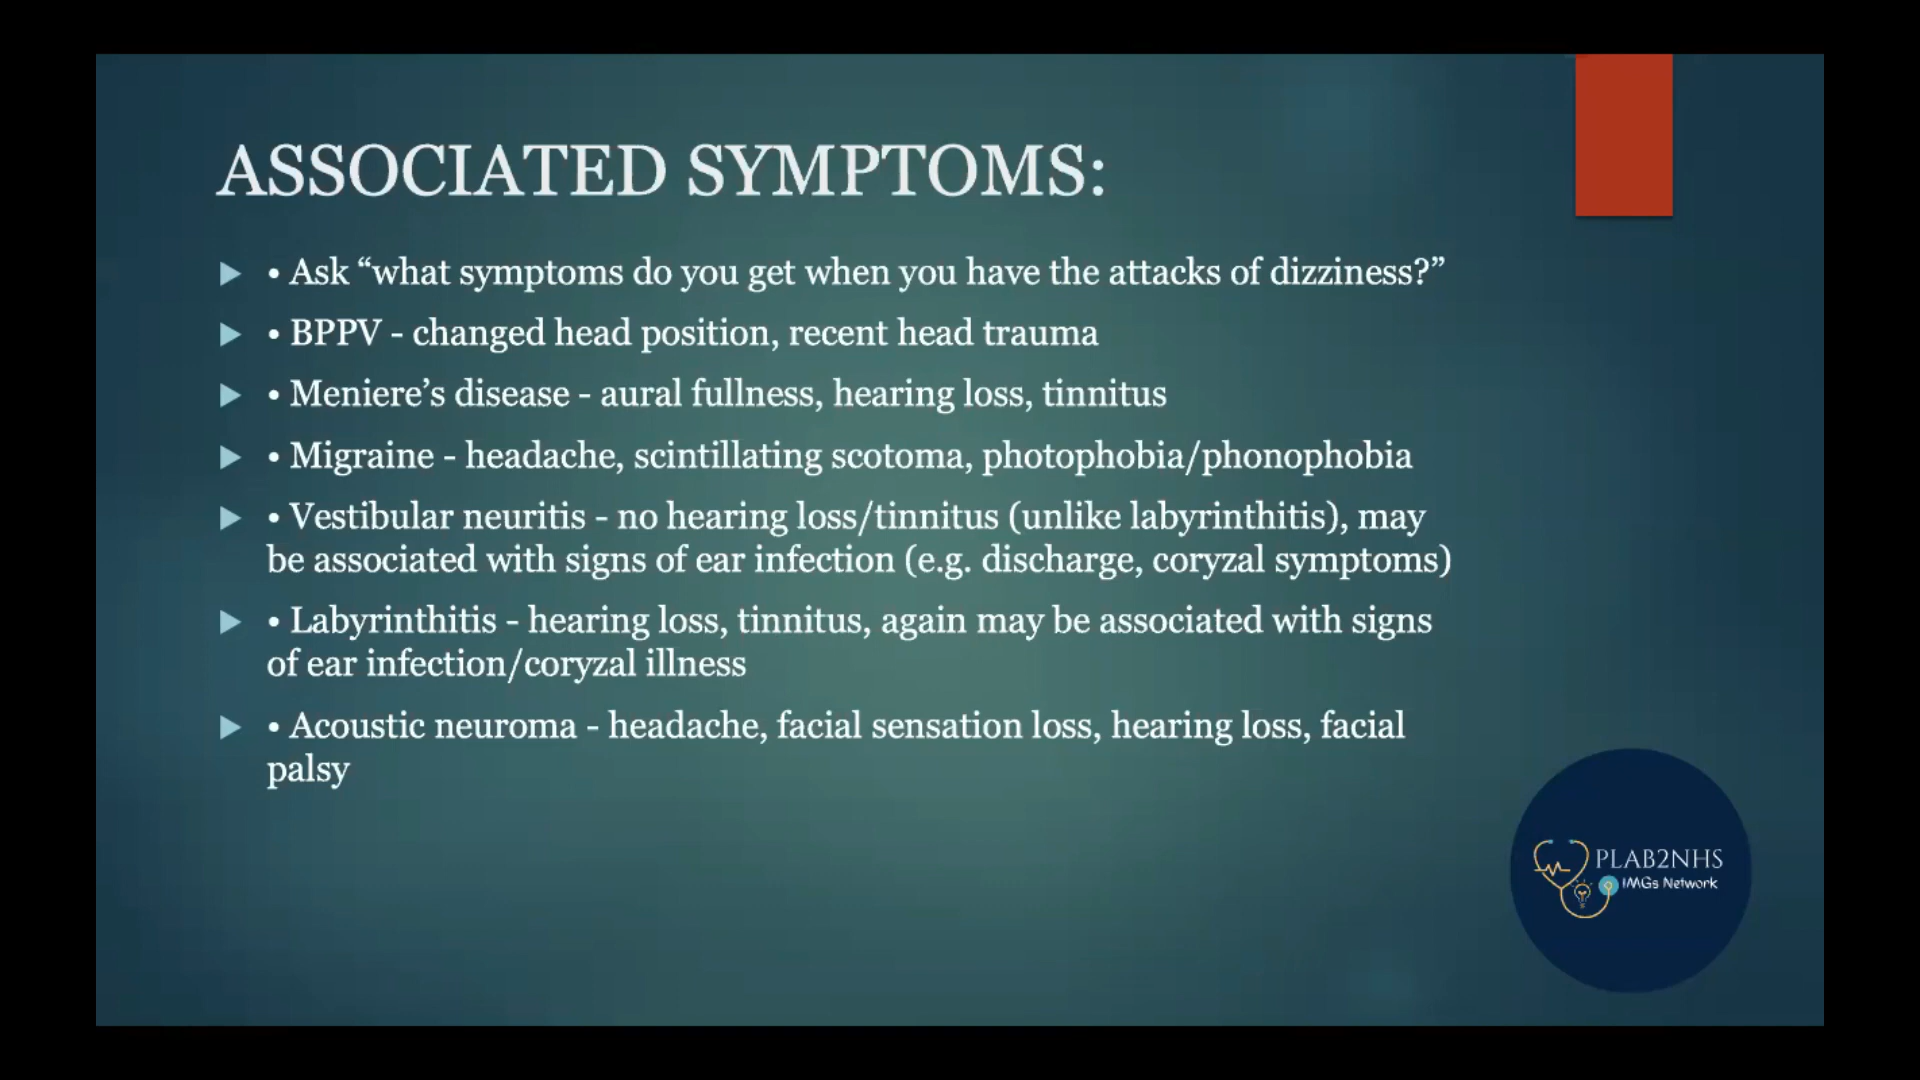 ASSOCIATED SYMPTOMS:
• Ask “what symptoms do you get when you have the attacks of dizziness?”
• BPPV - changed head position, recent head trauma
• Meniere’s disease - aural fullness, hearing loss, tinnitus
• Migraine - headache, scintillating scotoma, photophobia/phonophobia
• Vestibular neuritis - no hearing loss/tinnitus (unlike labyrinthitis), may
be associated with signs of ear infection (e.g. discharge, coryzal symptoms)
• Labyrinthitis - hearing loss, tinnitus, again may be associated with signs
of ear infection/coryzal illness
• Acoustic neuroma - headache, facial sensation loss, hearing loss, facial
palsy
PLAB2NHS
IMGs Network